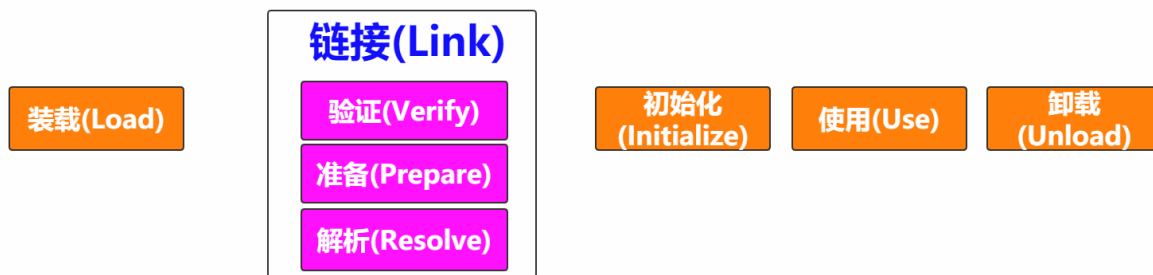 装载(Load)
链接(Link)
验证(Verify)
准备(Prepare)
解析(Resolve)
初始化
(Initialize)
使用(Use)
卸载
(Unload)